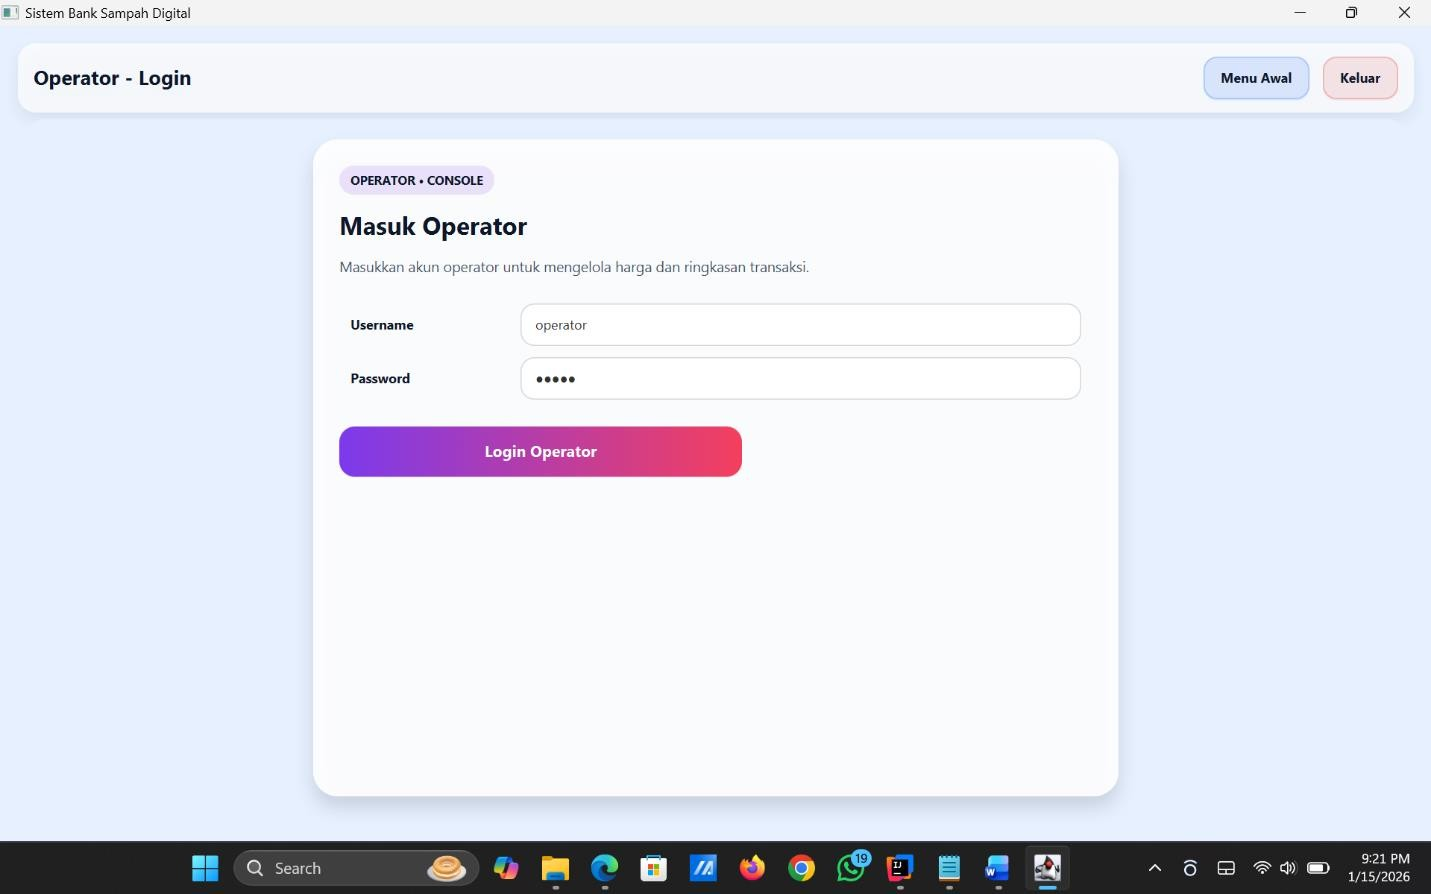 Sistem Bank Sampah Digital
Operator - Login
Menu Awal
Keluar
OPERATOR • CONSOLE
Masuk Operator
Masukkan akun operator untuk mengelola harga dan ringkasan transaksi.
Username
operator
Password
•••••
Login Operator
Search
19
9:21 PM
1/15/2026